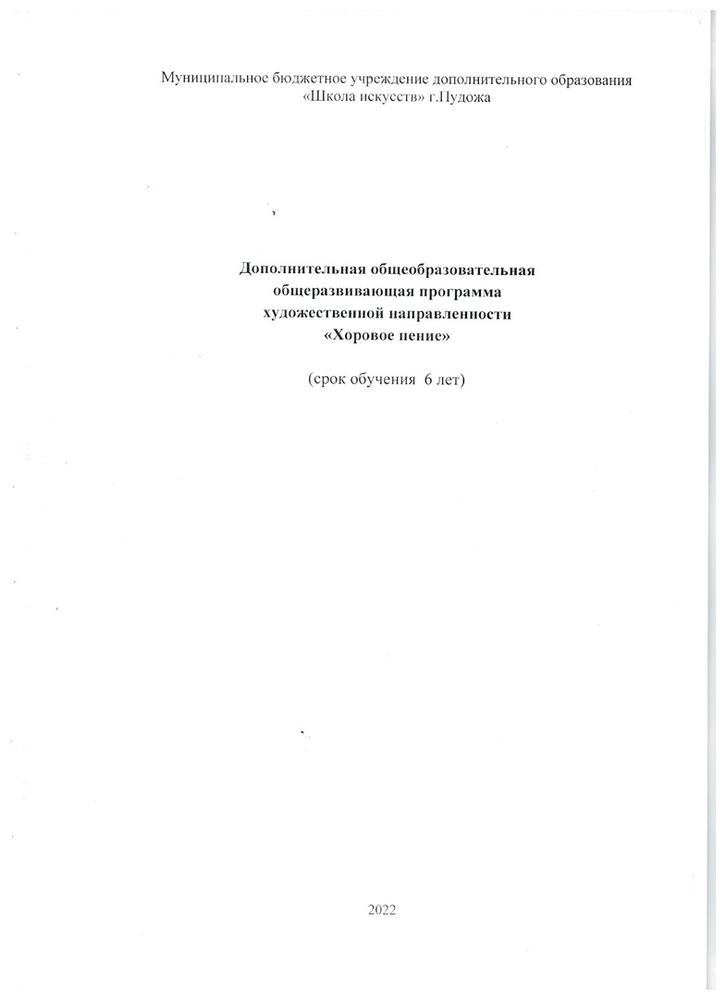 Муниципальное бюджетное учреждение дополнительного образования
«Школа искусств» г.Пудожа
Дополнительная общеобразовательная
общеразвивающая программа
художественной направленности
«Хоровое пение»
(срок обучения 6 лет)
2022